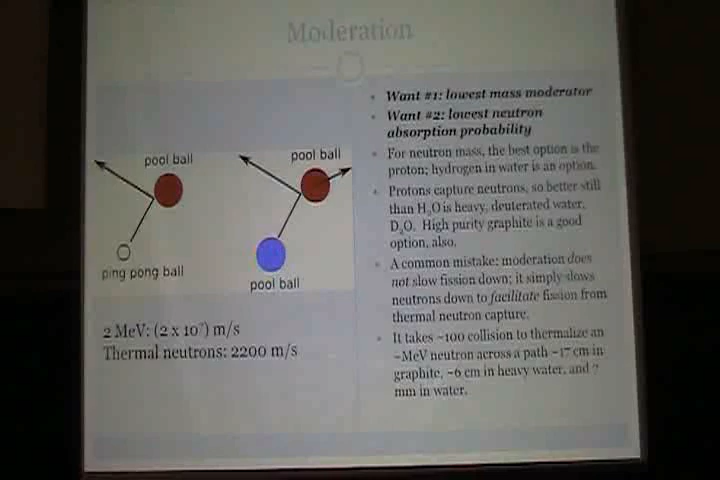 Moderation
pool ball
ping pong ball
pool ball
pool ball
2 MeV: (2 x 10⁷) m/s
Thermal neutrons: 2200 m/s
Want #1: lowest mass moderator
Want #2: lowest neutron
absorption probability
For neutron mass, the best option is the
proton; hydrogen in water is an option.
Protons capture neutrons, so better still
than H₂O is heavy, deuterated water,
D₂O. High purity graphite is a good
option, also.
A common mistake: moderation does
not slow fission down; it simply slows
neutrons down to facilitate fission from
thermal neutron capture.
It takes ~100 collision to thermalize an
~MeV neutron across a path ~17 cm in
graphite, ~6 cm in heavy water, and ?
mm in water.